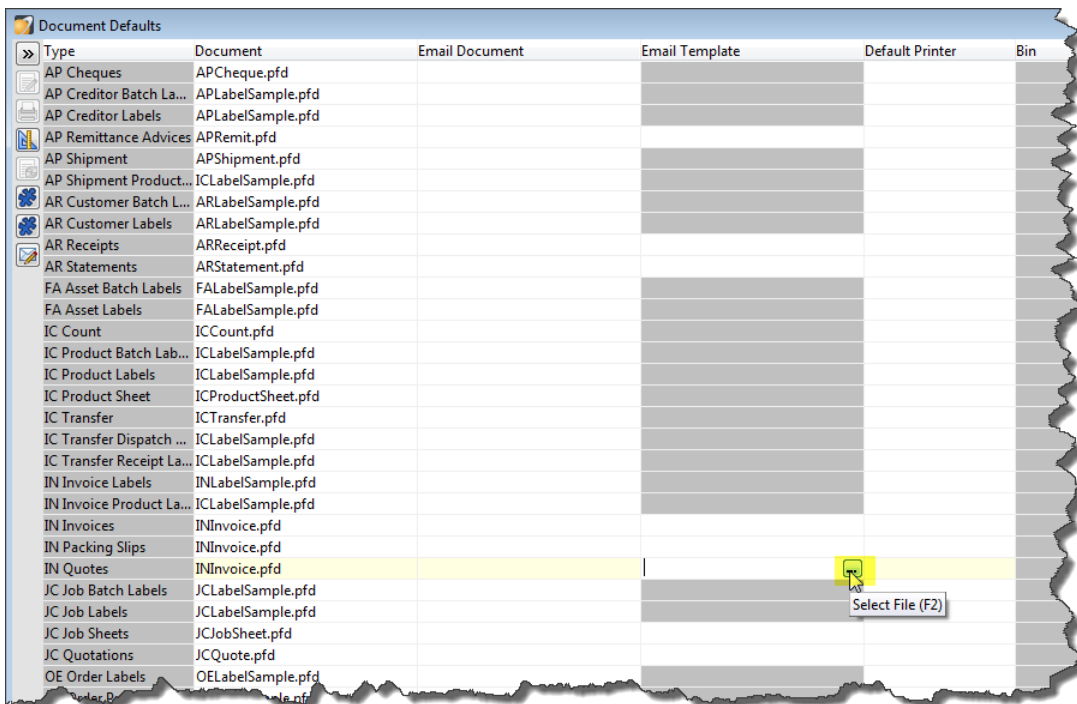 Document Defaults
Type Document Email Document Email Template Default Printer Bin
AP Cheques APCheque.pfd
AP Creditor Batch La... APLabelSample.pfd
AP Creditor Labels APLabelSample.pfd
AP Remittance Advices APRemit.pfd
AP Shipment APShipment.pfd
AP Shipment Product... ICLabelSample.pfd
AR Customer Batch L... ARLabelSample.pfd
AR Customer Labels ARLabelSample.pfd
AR Receipts ARReceipt.pfd
AR Statements ARStatement.pfd
FA Asset Batch Labels FALabelSample.pfd
FA Asset Labels FALabelSample.pfd
IC Count ICCount.pfd
IC Product Batch Lab... ICLabelSample.pfd
IC Product Labels ICLabelSample.pfd
IC Product Sheet ICProductSheet.pfd
IC Transfer ICTransfer.pfd
IC Transfer Dispatch ... ICLabelSample.pfd
IC Transfer Receipt La... ICLabelSample.pfd
IN Invoice Labels INLabelSample.pfd
IN Invoice Product La... ICLabelSample.pfd
IN Invoices INInvoice.pfd
IN Packing Slips INInvoice.pfd
IN Quotes INInvoice.pfd ...
JC Job Batch Labels JCLabelSample.pfd
JC Job Labels JCLabelSample.pfd Select File (F2)
JC Job Sheets JCJobSheet.pfd
JC Quotations JCQuote.pfd
OE Order Labels OELabelSample.pfd